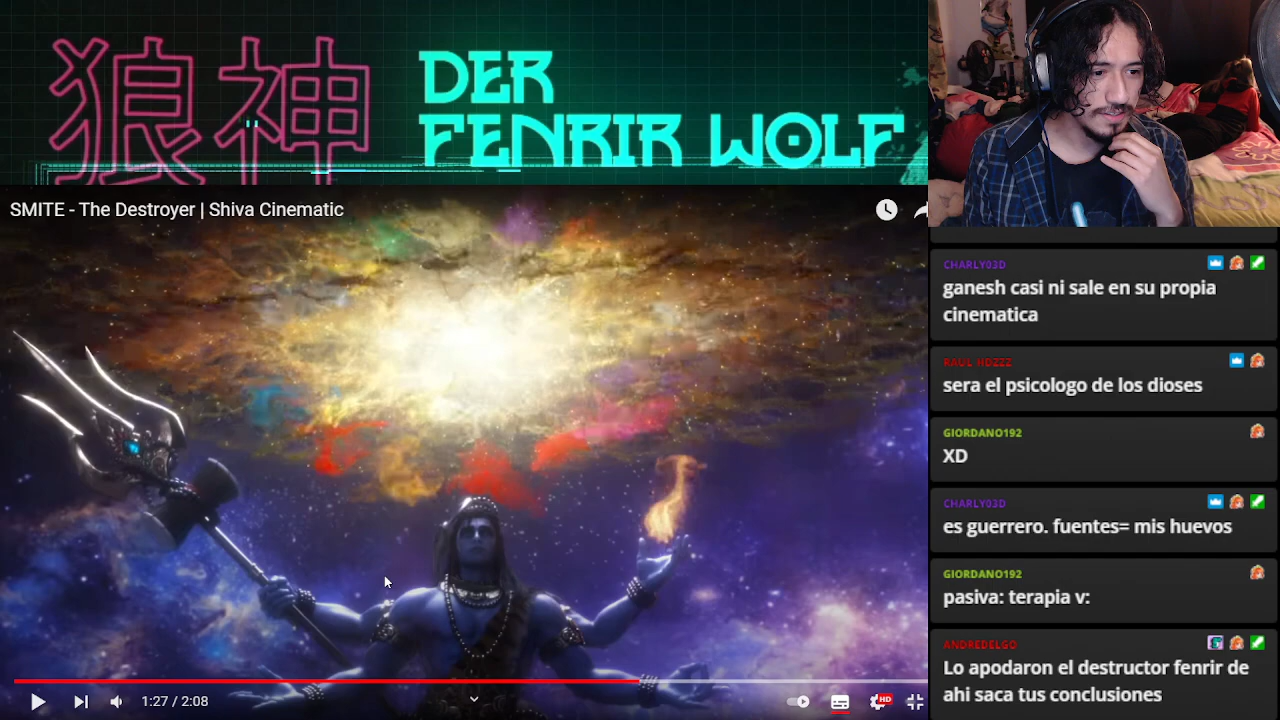 狼神
DER
FENRIR WOLF
SMITE - The Destroyer | Shiva Cinematic
CHARLY03D
ganesh casi ni sale en su propia
cinematica
RAUL_HDZZZ
sera el psicologo de los dioses
GIORDANO192
XD
CHARLY03D
es guerrero. fuentes= mis huevos
GIORDANO192
pasiva: terapia v:
ANDREDELGO
Lo apodaron el destructor fenrir de
ahi saca tus conclusiones
1:27 / 2:08
HD